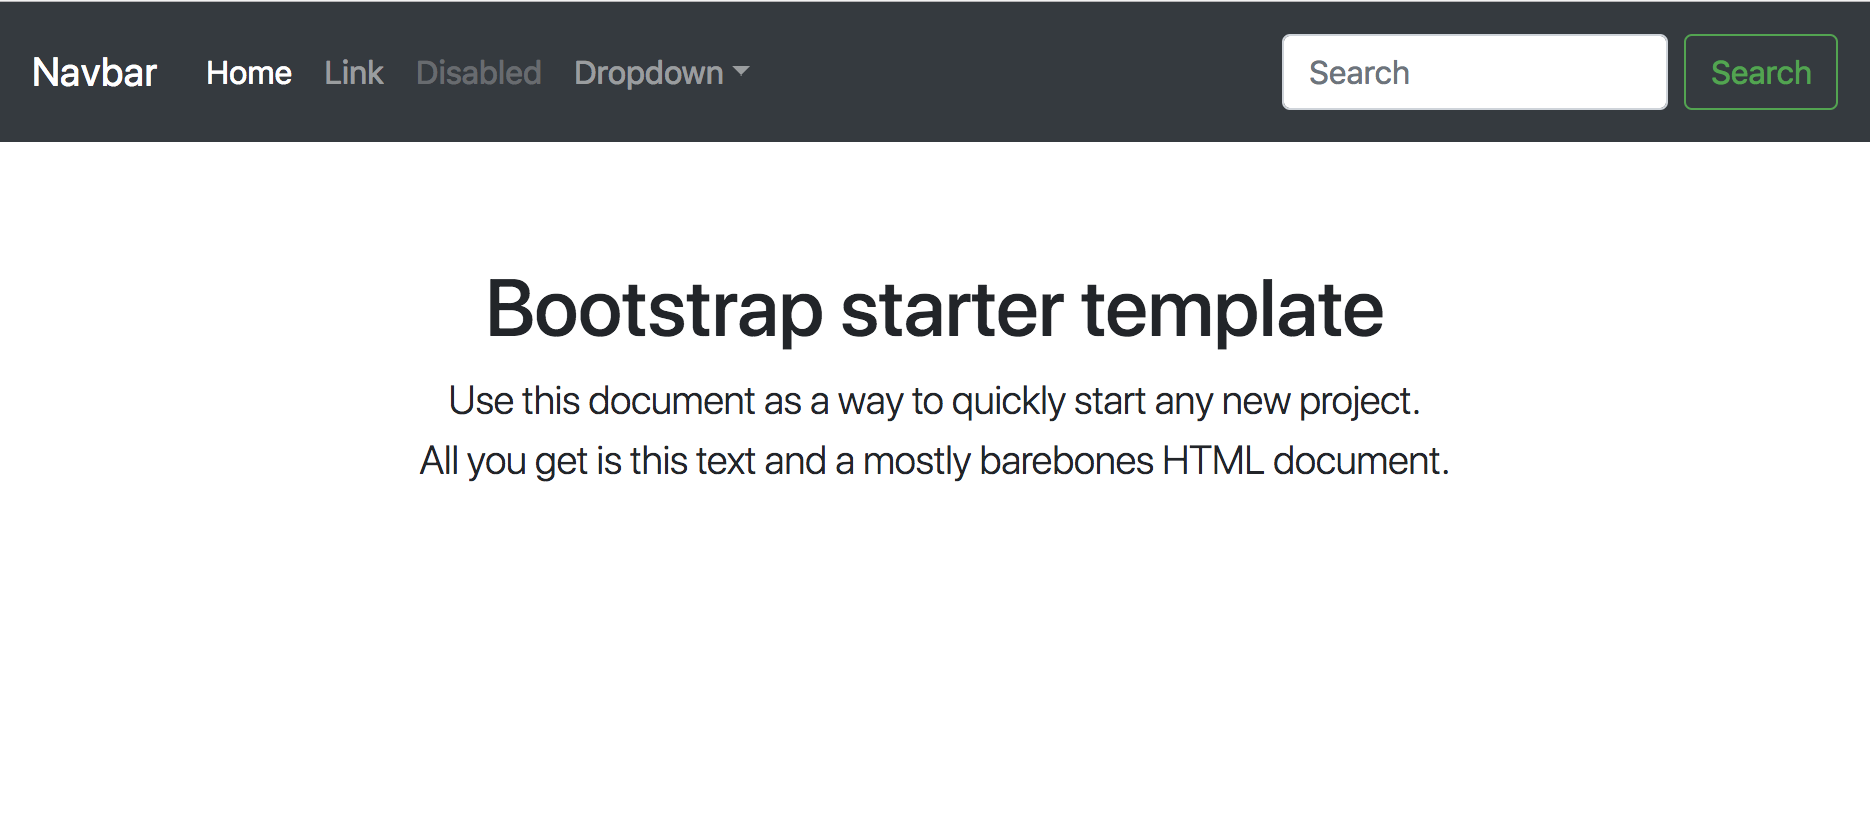 Navbar Home Link Disabled Dropdown Search Search
Bootstrap starter template
Use this document as a way to quickly start any new project.
All you get is this text and a mostly barebones HTML document.